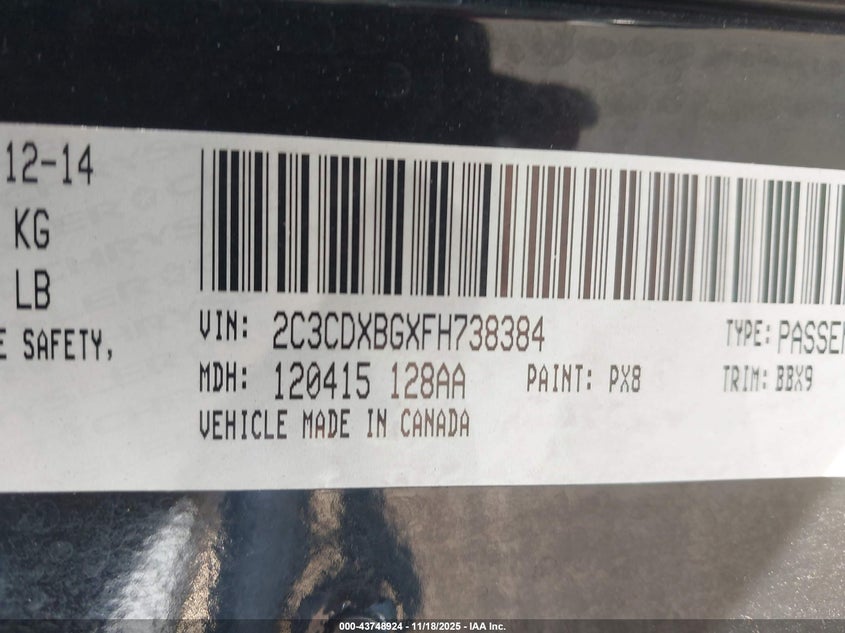 12-14
KG
LB
E SAFETY,
VIN: 2C3CDXBGXFH738384
TYPE: PASSEN
MDH: 120415 128AA
PAINT: PX8
TRIM: BBX9
VEHICLE MADE IN CANADA
000-43748924 - 11/18/2025 - IAA Inc.